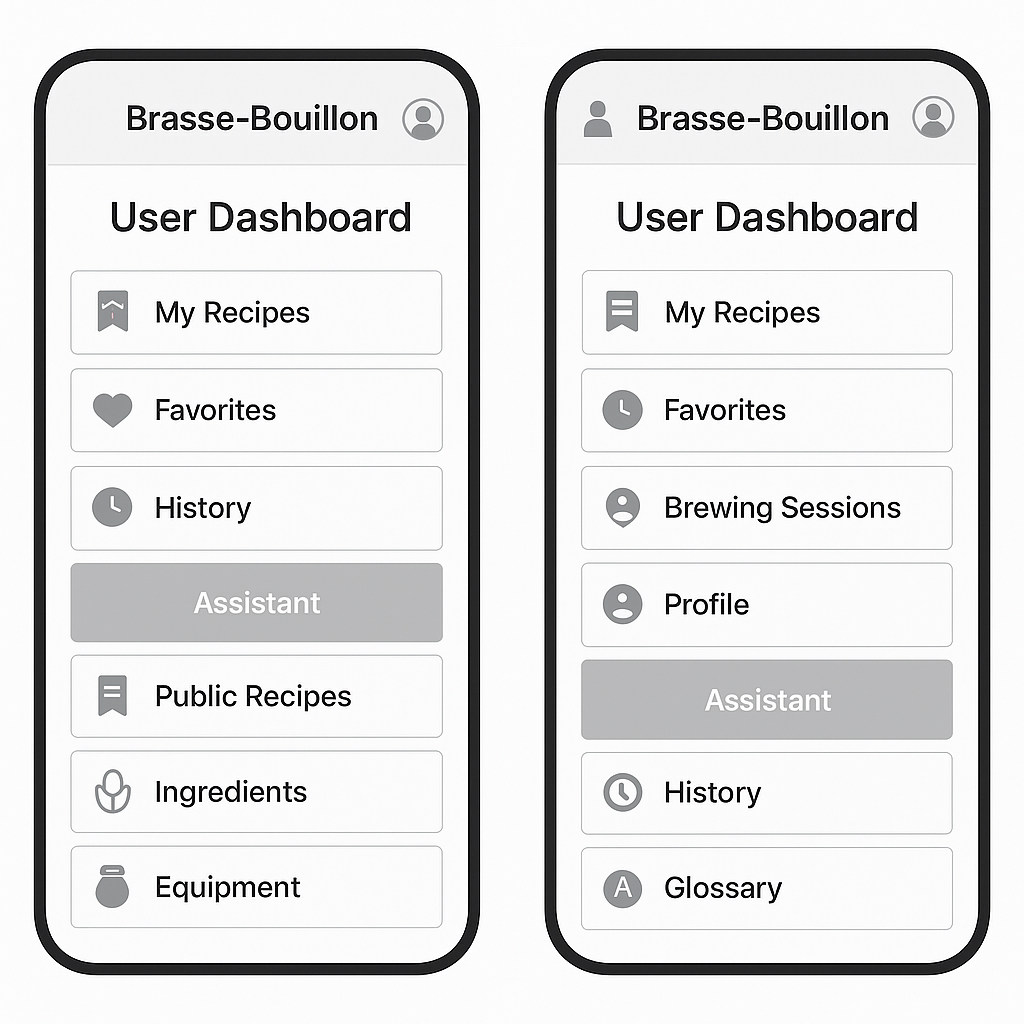 Brasse-Bouillon
User Dashboard
My Recipes
Favorites
History
Assistant
Public Recipes
Ingredients
Equipment
Brasse-Bouillon
User Dashboard
My Recipes
Favorites
Brewing Sessions
Profile
Assistant
History
A Glossary